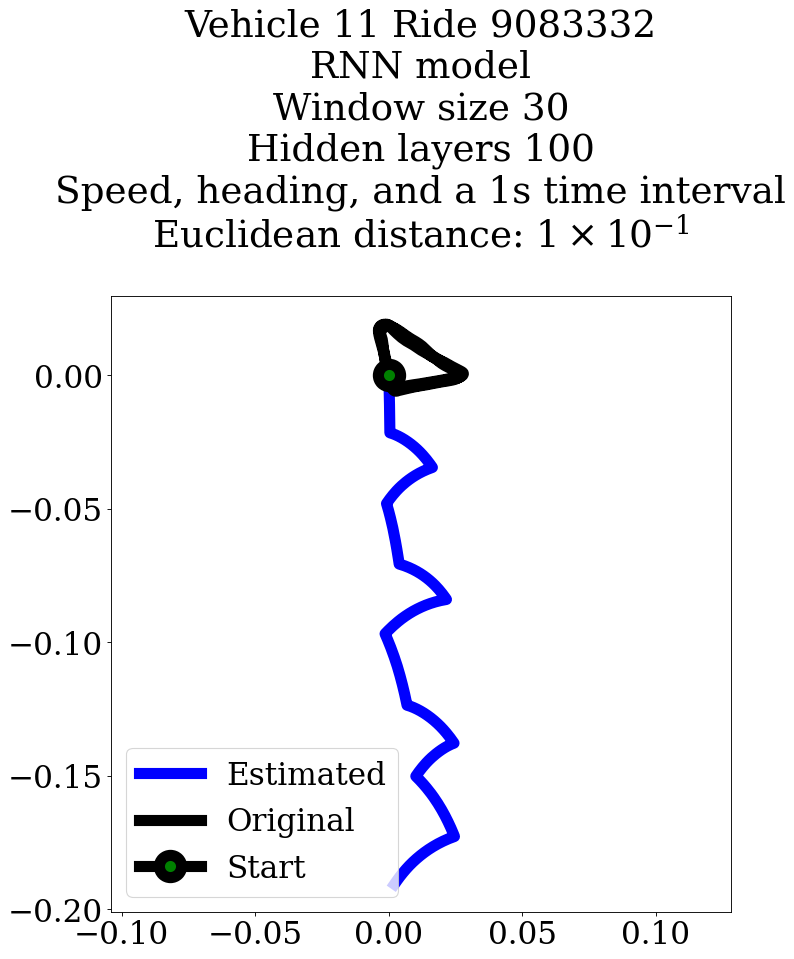 Vehicle 11 Ride 9083332
RNN model
Window size 30
Hidden layers 100
Speed, heading, and a 1s time interval
Euclidean distance: 1 × 10⁻¹
0.00
−0.05
−0.10
−0.15
−0.20
Estimated
Original
Start
−0.10 −0.05 0.00 0.05 0.10